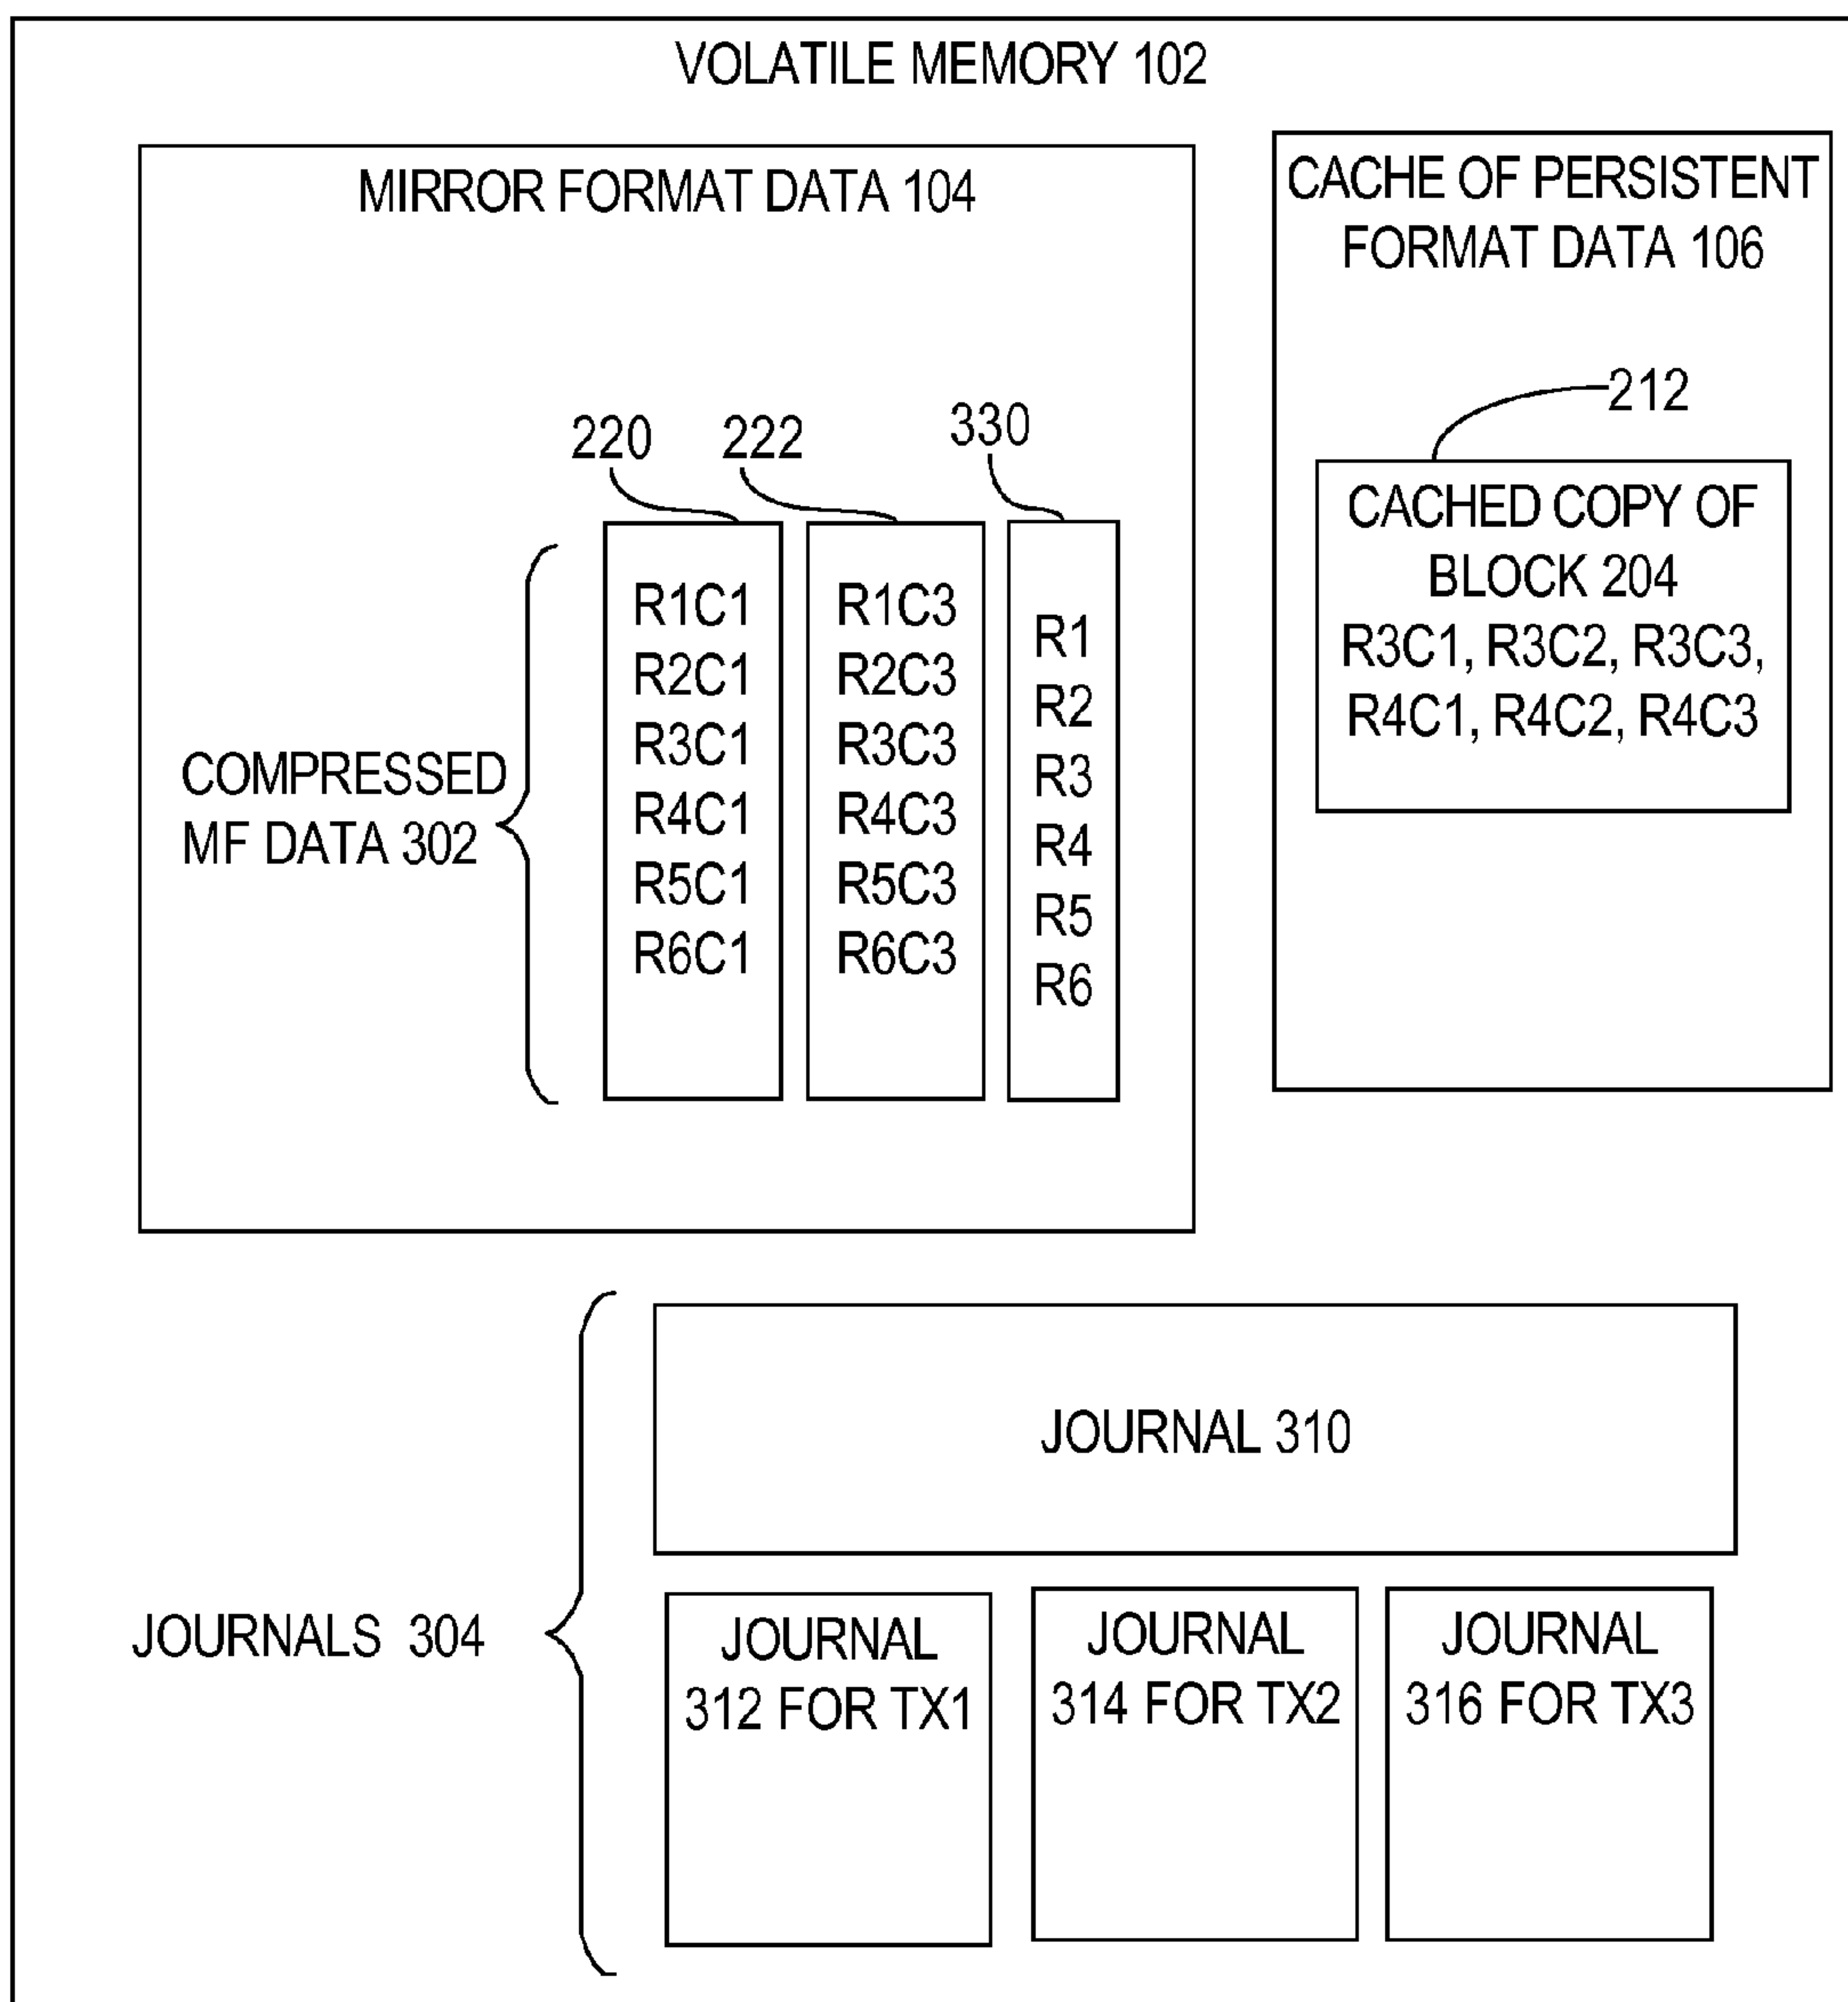 VOLATILE MEMORY 102
MIRROR FORMAT DATA 104
220
222
330
COMPRESSED
MF DATA 302
R1C1
R2C1
R3C1
R4C1
R5C1
R6C1
R1C3
R2C3
R3C3
R4C3
R5C3
R6C3
R1
R2
R3
R4
R5
R6
CACHE OF PERSISTENT
FORMAT DATA 106
212
CACHED COPY OF
BLOCK 204
R3C1, R3C2, R3C3,
R4C1, R4C2, R4C3
JOURNALS 304
JOURNAL 310
JOURNAL
312 FOR TX1
JOURNAL
314 FOR TX2
JOURNAL
316 FOR TX3